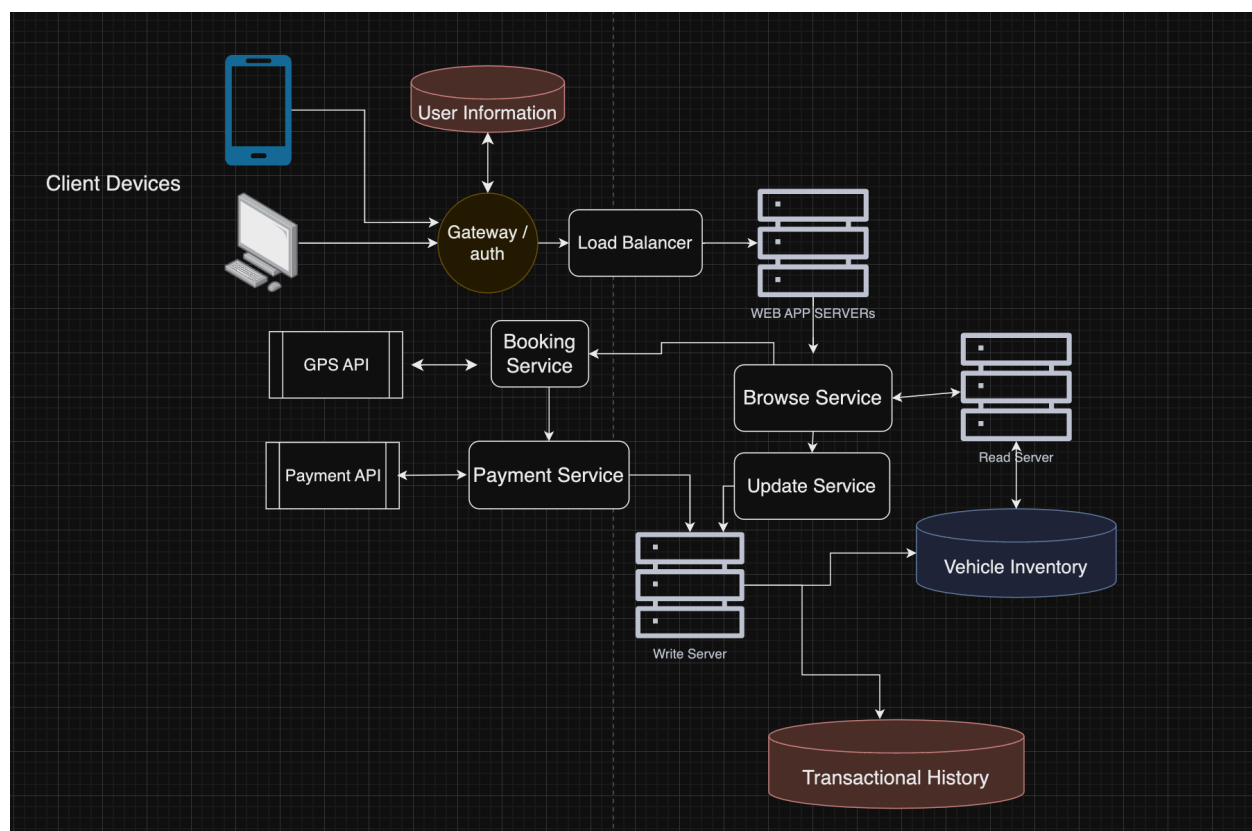 User Information
Client Devices
Gateway /
auth
Load Balancer
WEB APP SERVERs
GPS API
Booking
Service
Browse Service
Read Server
Payment API
Payment Service
Update Service
Vehicle Inventory
Write Server
Transactional History